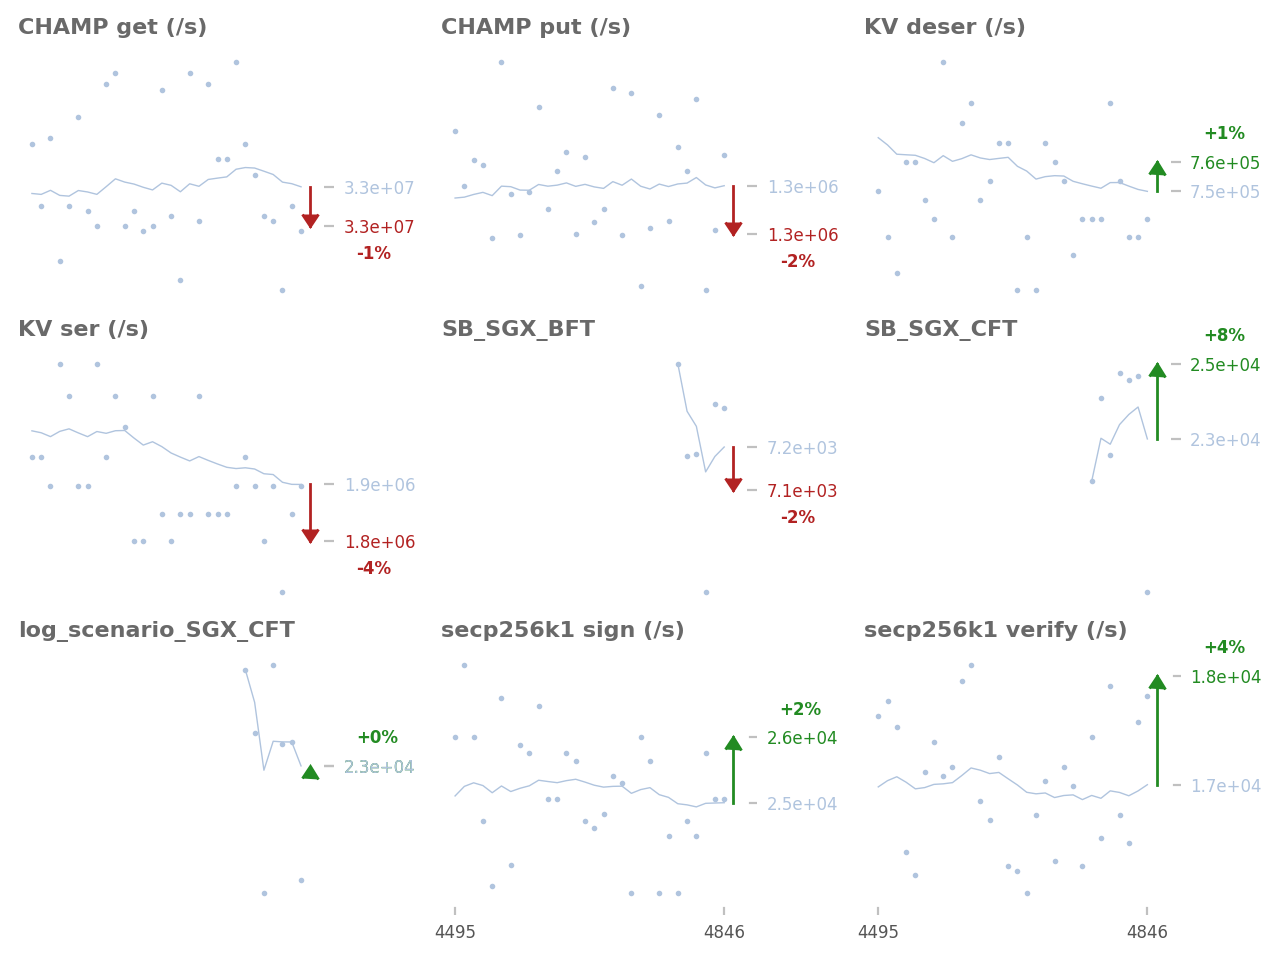 CHAMP get (/s)
3.3e+07
3.3e+07
-1%
CHAMP put (/s)
1.3e+06
1.3e+06
-2%
KV deser (/s)
+1%
7.6e+05
7.5e+05
KV ser (/s)
1.9e+06
1.8e+06
-4%
SB_SGX_BFT
7.2e+03
7.1e+03
-2%
SB_SGX_CFT
+8%
2.5e+04
2.3e+04
log_scenario_SGX_CFT
+0%
2.3e+04
secp256k1 sign (/s)
+2%
2.6e+04
2.5e+04
4495 4846
secp256k1 verify (/s)
+4%
1.8e+04
1.7e+04
4495 4846